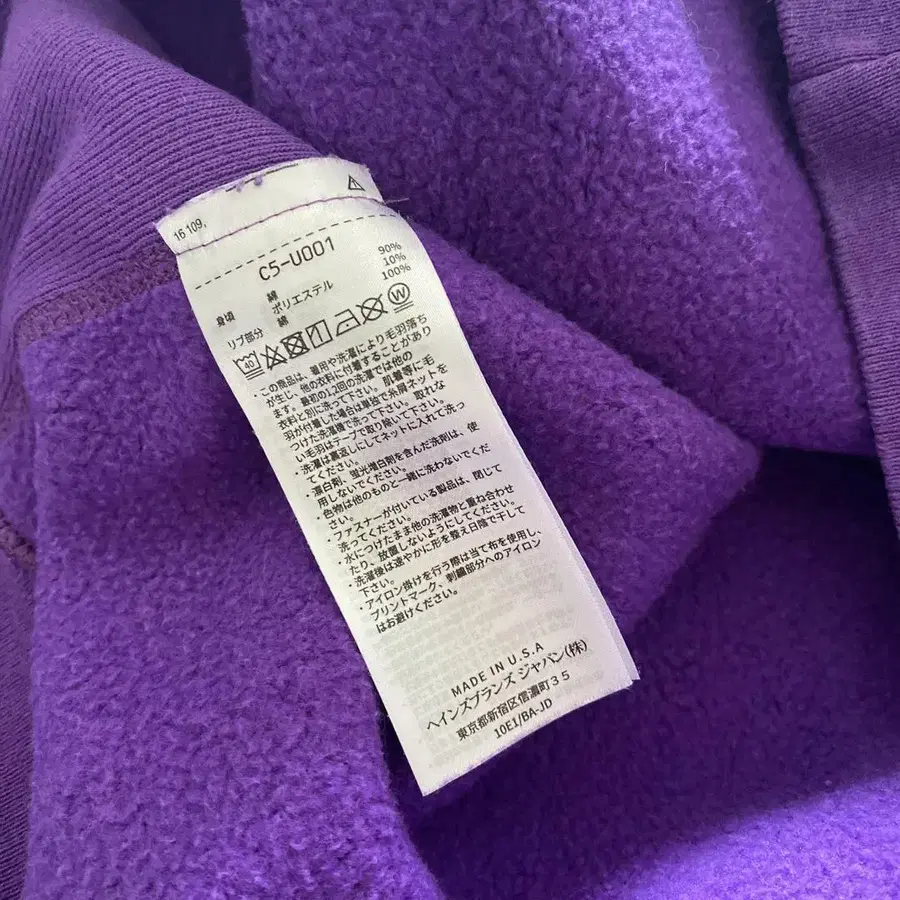 16 109,
C5-U001
身頃 綿 90%
ポリエステル 10%
リブ部分 綿 100%
40 W
・この商品は、着用や洗濯により毛羽落ち
が生じ、他の衣料に付着することがあり
ます。最初の1,2回の洗濯では他の
衣料と別に洗って下さい。肌着等に毛
羽が付着した場合は単独で糸屑ネットを
つけた洗濯機で洗って下さい。取れな
い毛羽はテープで取り除いて下さい。
・洗濯は裏返しにしてネットに入れて洗っ
てください。
・漂白剤、蛍光増白剤を含んだ洗剤は、使
用しないでください。
・色物は他のものと一緒に洗わないでくだ
さい。
・ファスナーが付いている製品は、閉じて
洗ってください。
・水につけたまま他の洗濯物と重ね合わせ
たり、放置しないようにしてください。
・洗濯後は速やかに形を整え日陰で干して
下さい。
・アイロン掛けを行う際は当て布を使用し、
プリントマーク、刺繍部分へのアイロン
はお避けください。
MADE IN U.S.A
ヘインズブランズ ジャパン(株)
東京都新宿区信濃町35
10E1/BA-JD